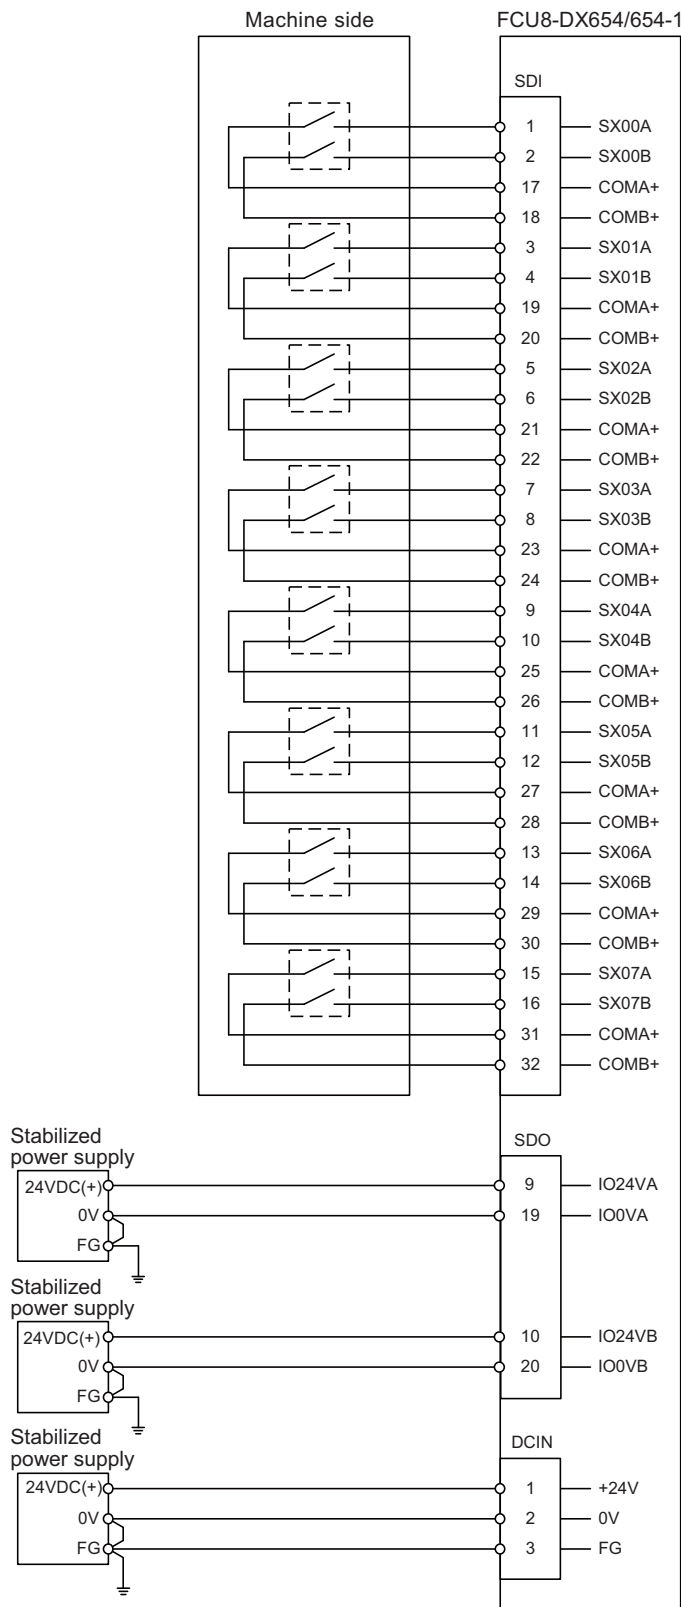 Machine side
FCU8-DX654/654-1
SDI
1 SX00A
2 SX00B
17 COMA+
18 COMB+
3 SX01A
4 SX01B
19 COMA+
20 COMB+
5 SX02A
6 SX02B
21 COMA+
22 COMB+
7 SX03A
8 SX03B
23 COMA+
24 COMB+
9 SX04A
10 SX04B
25 COMA+
26 COMB+
11 SX05A
12 SX05B
27 COMA+
28 COMB+
13 SX06A
14 SX06B
29 COMA+
30 COMB+
15 SX07A
16 SX07B
31 COMA+
32 COMB+
Stabilized
power supply
SDO
24VDC(+) 9 IO24VA
0V 19 IO0VA
FG
Stabilized
power supply
24VDC(+) 10 IO24VB
0V 20 IO0VB
FG
Stabilized
power supply
DCIN
24VDC(+) 1 +24V
0V 2 0V
FG 3 FG